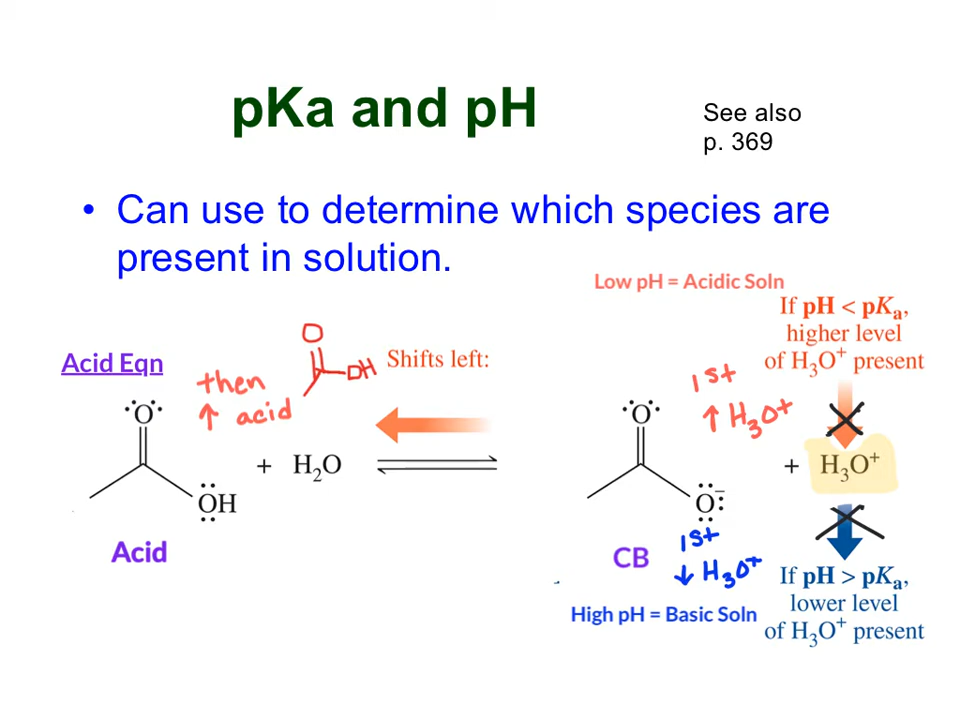 pKa and pH
See also
p. 369
• Can use to determine which species are
present in solution.
Low pH = Acidic Soln
If pH < pKₐ,
higher level
of H₃O⁺ present
Acid Eqn
then
↑ acid
O
OH
Shifts left:
1st
↑ H₃O⁺
O
OH
+ H₂O
O
O⁻
+ H₃O⁺
Acid
CB
1st
↓ H₃O⁺
High pH = Basic Soln
If pH > pKₐ,
lower level
of H₃O⁺ present